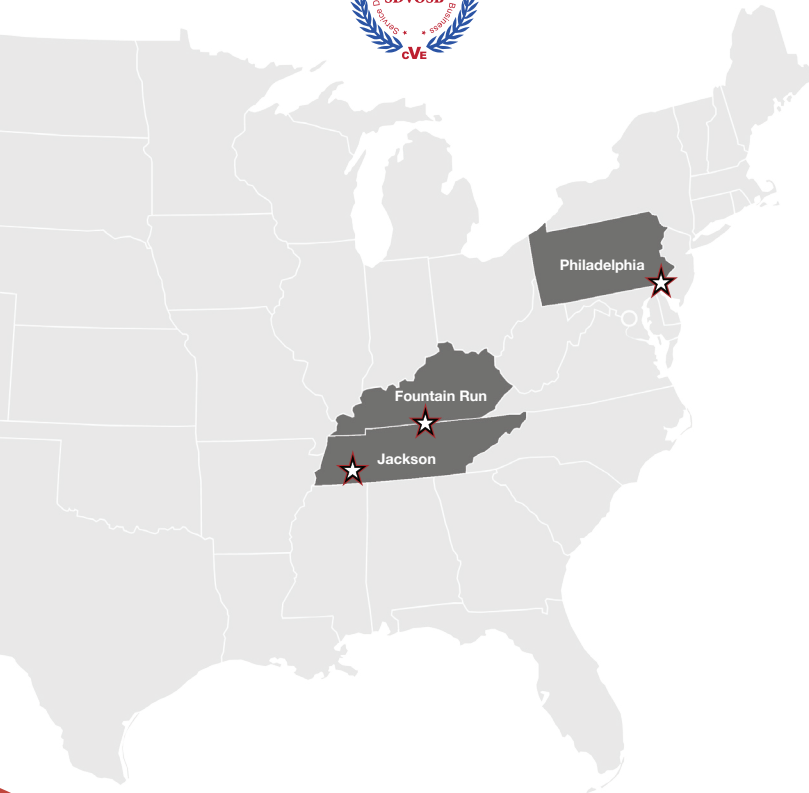 SDVOSB
Service D
Business
CVE
Philadelphia
Fountain Run
Jackson